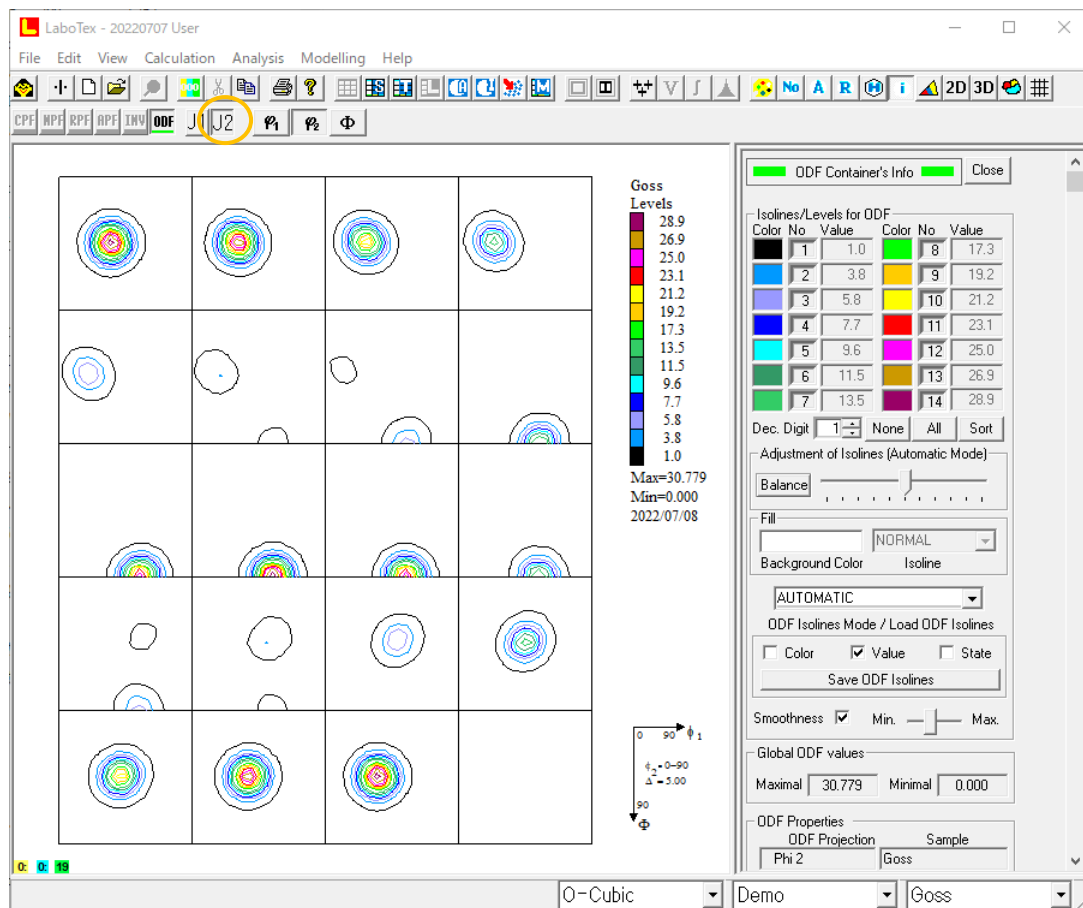 LaboTex - 20220707 User
File Edit View Calculation Analysis Modelling Help
No A R H i 2D 3D
CPF MPF RPF APF INV ODF J1 J2 φ1 φ2 Φ
Goss
Levels
28.9
26.9
25.0
23.1
21.2
19.2
17.3
13.5
11.5
9.6
7.7
5.8
3.8
1.0
Max=30.779
Min=0.000
2022/07/08
0 90 ϕ1
ϕ2=0-90
Δ=5.00
90
Φ
ODF Container's Info Close
Isolines/Levels for ODF
Color No Value Color No Value
1 1.0 8 17.3
2 3.8 9 19.2
3 5.8 10 21.2
4 7.7 11 23.1
5 9.6 12 25.0
6 11.5 13 26.9
7 13.5 14 28.9
Dec. Digit 1 None All Sort
Adjustment of Isolines (Automatic Mode)
Balance
Fill
NORMAL
Background Color Isoline
AUTOMATIC
ODF Isolines Mode / Load ODF Isolines
Color Value State
Save ODF Isolines
Smoothness Min. Max.
Global ODF values
Maximal 30.779 Minimal 0.000
ODF Properties
ODF Projection Sample
Phi 2 Goss
0: 0: 19
O-Cubic Demo Goss